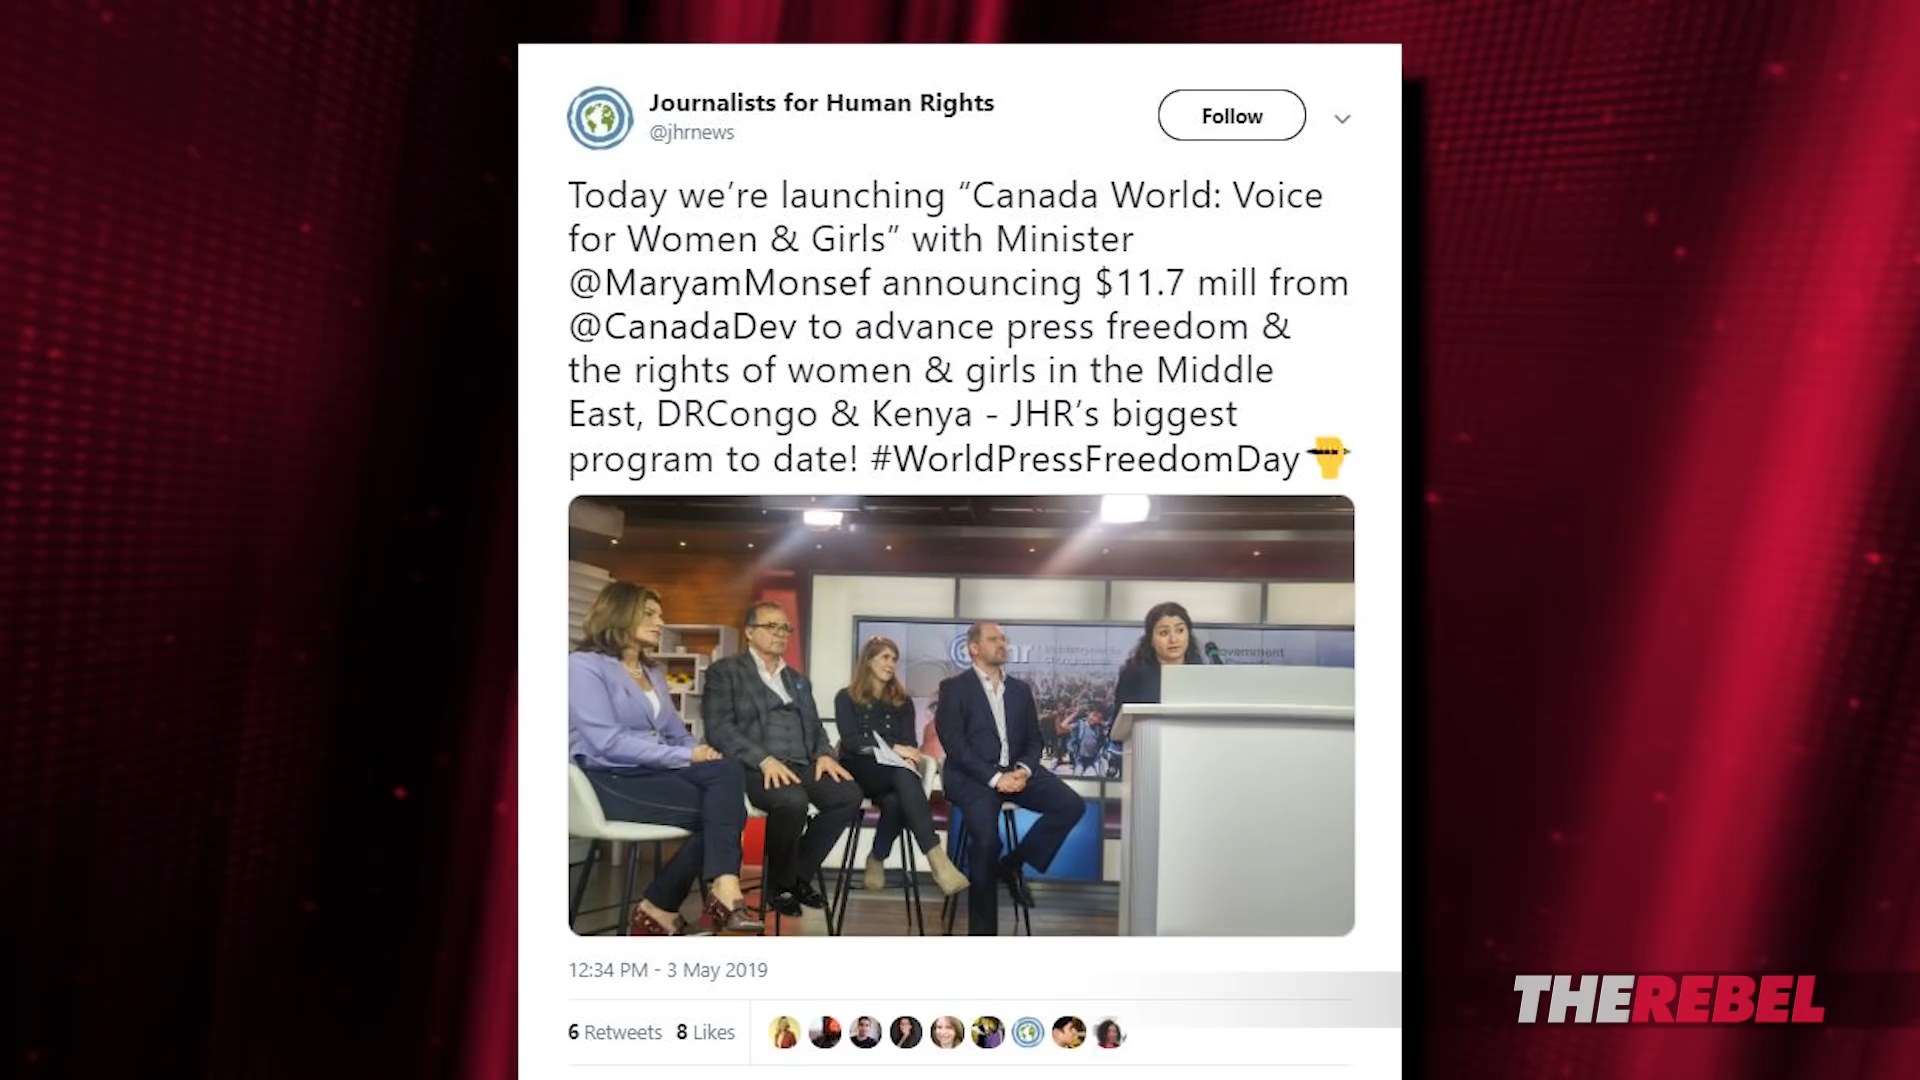 Journalists for Human Rights
@jhrnews
Follow
Today we're launching “Canada World: Voice
for Women & Girls” with Minister
@MaryamMonsef announcing $11.7 mill from
@CanadaDev to advance press freedom &
the rights of women & girls in the Middle
East, DRCongo & Kenya - JHR’s biggest
program to date! #WorldPressFreedomDay
12:34 PM - 3 May 2019
6 Retweets 8 Likes
THEREBEL